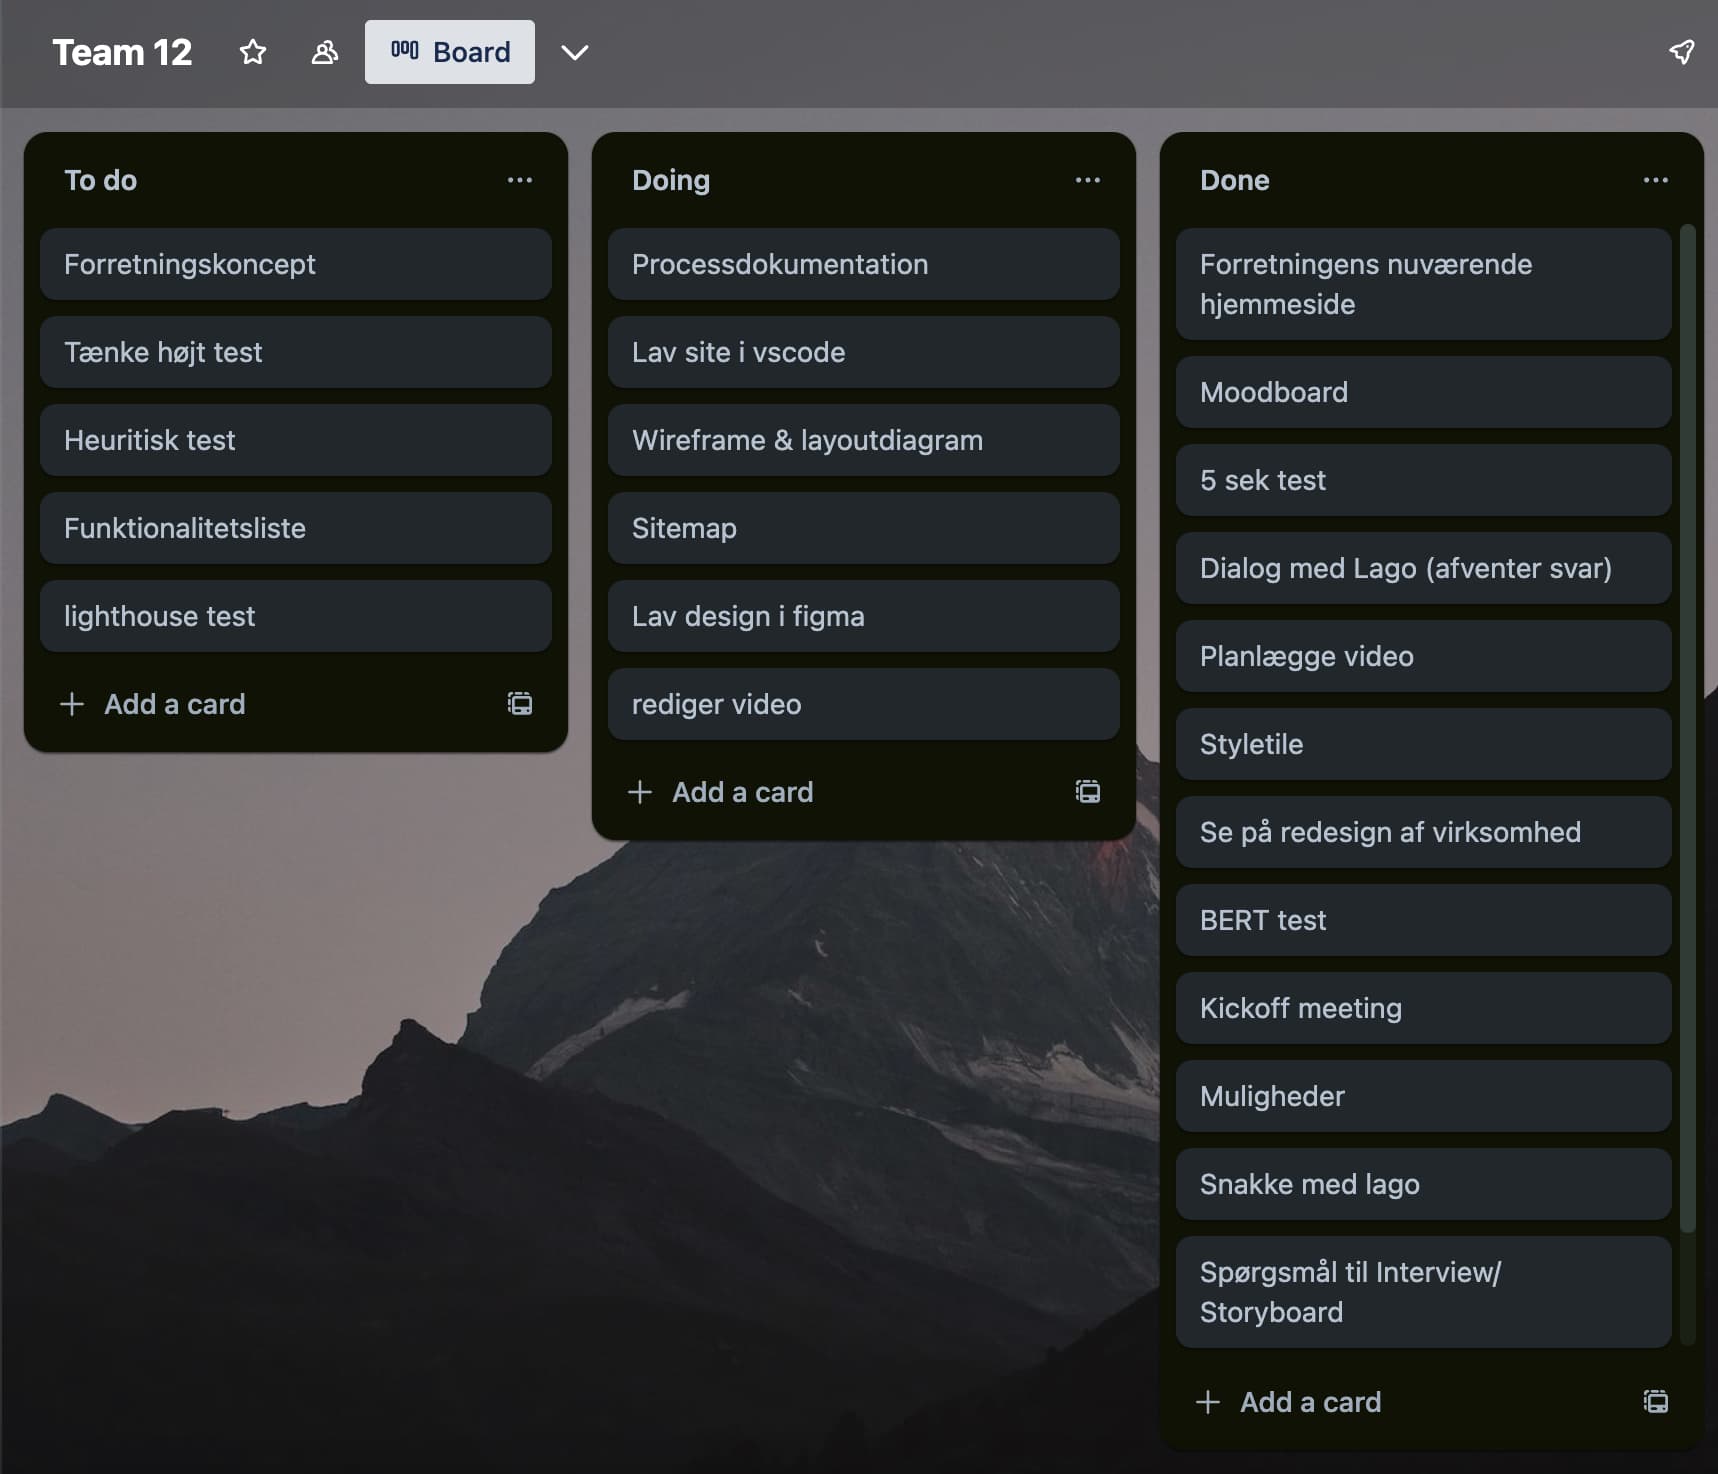 Team 12
Board
To do
Forretningskoncept
Tænke højt test
Heuritisk test
Funktionalitetsliste
lighthouse test
Add a card
Doing
Processdokumentation
Lav site i vscode
Wireframe & layoutdiagram
Sitemap
Lav design i figma
rediger video
Add a card
Done
Forretningens nuværende
hjemmeside
Moodboard
5 sek test
Dialog med Lago (afventer svar)
Planlægge video
Styletile
Se på redesign af virksomhed
BERT test
Kickoff meeting
Muligheder
Snakke med lago
Spørgsmål til Interview/
Storyboard
Add a card